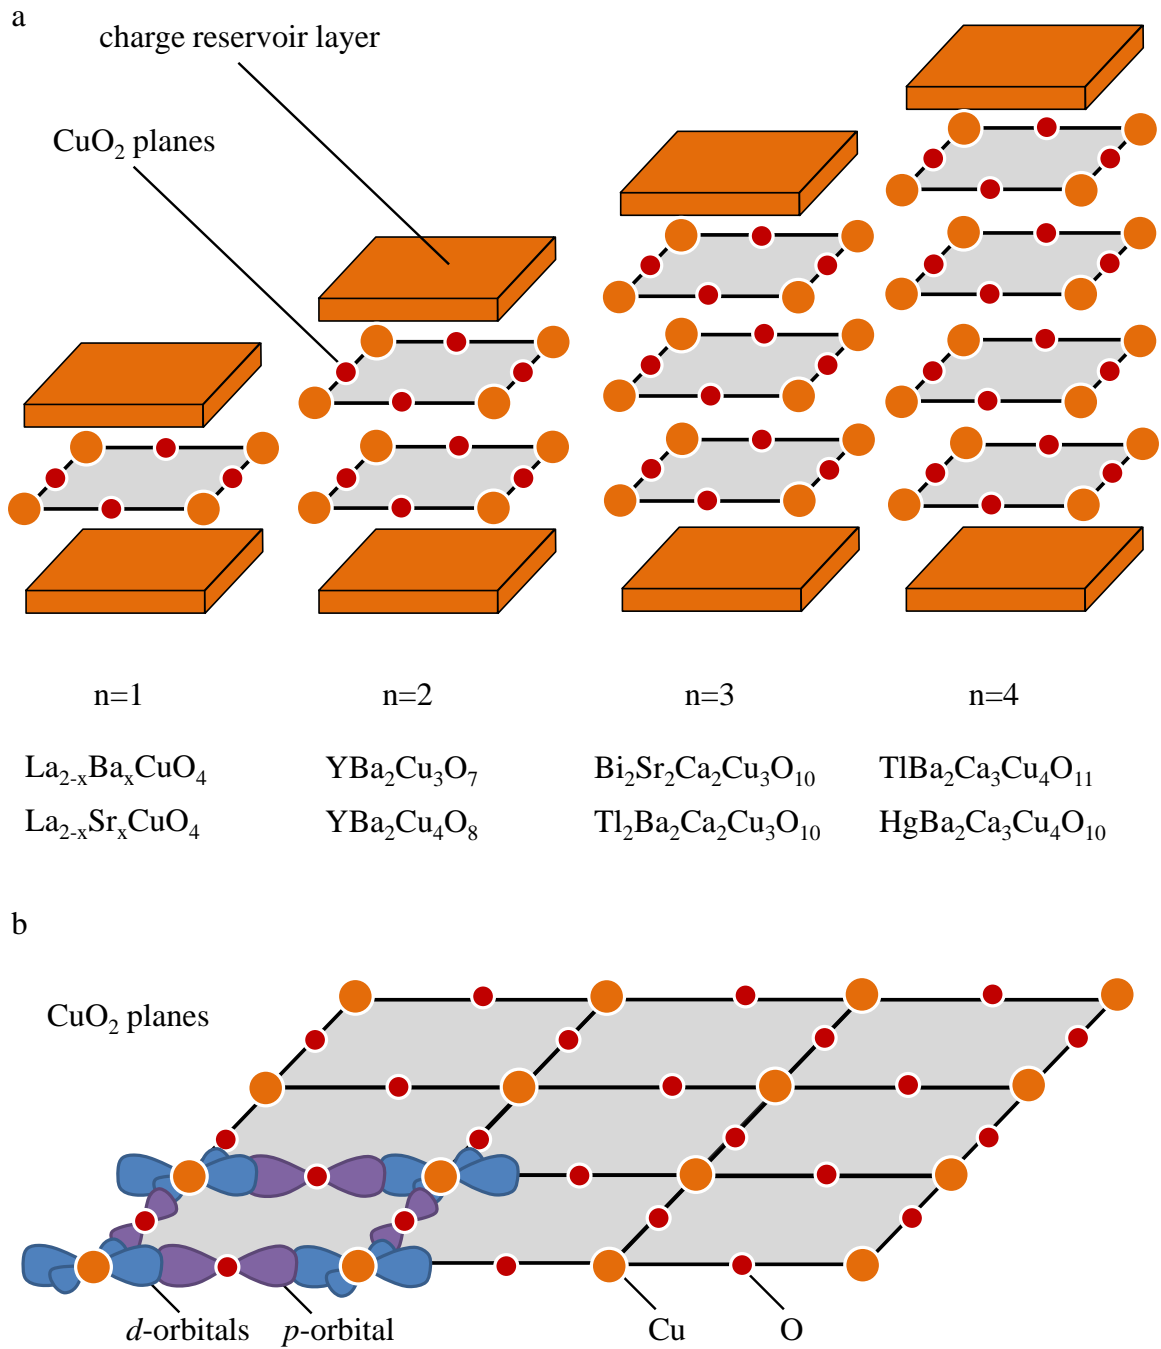 a
charge reservoir layer
CuO₂ planes
n=1 n=2 n=3 n=4
La₂₋ₓBaₓCuO₄ YBa₂Cu₃O₇ Bi₂Sr₂Ca₂Cu₃O₁₀ TlBa₂Ca₃Cu₄O₁₁
La₂₋ₓSrₓCuO₄ YBa₂Cu₄O₈ Tl₂Ba₂Ca₂Cu₃O₁₀ HgBa₂Ca₃Cu₄O₁₀
b
CuO₂ planes
d-orbitals p-orbital Cu O